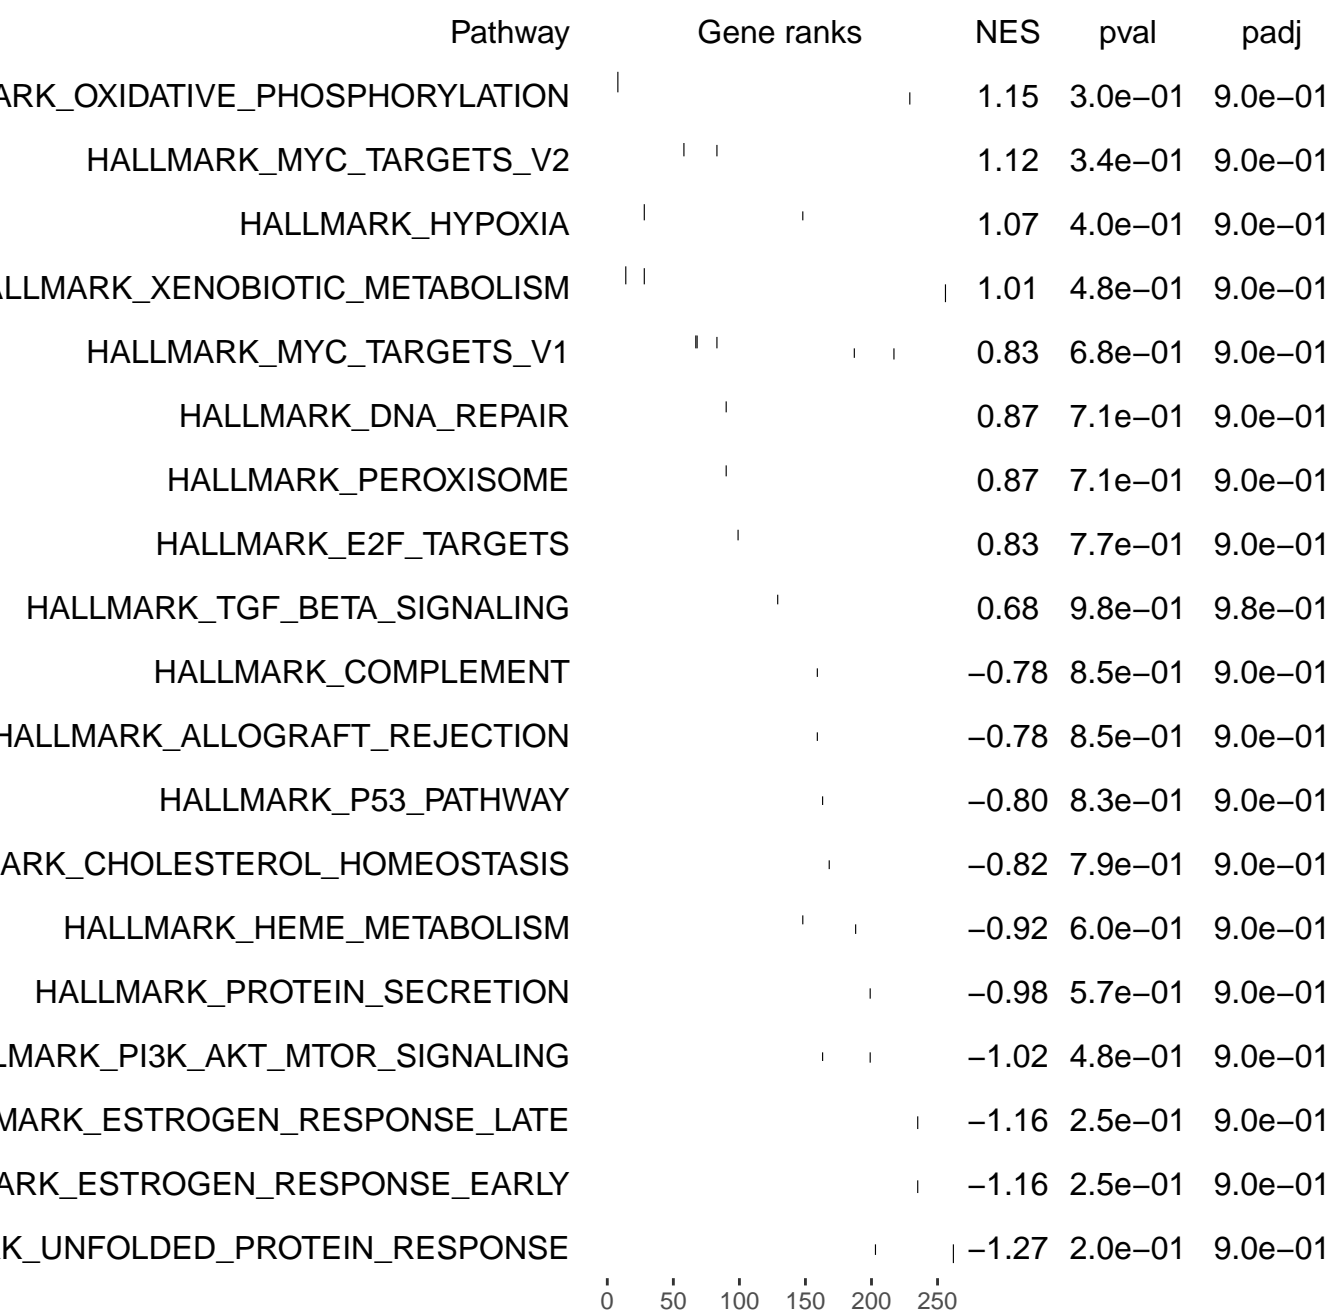 Pathway Gene ranks NES pval padj
ARK_OXIDATIVE_PHOSPHORYLATION 1.15 3.0e−01 9.0e−01
HALLMARK_MYC_TARGETS_V2 1.12 3.4e−01 9.0e−01
HALLMARK_HYPOXIA 1.07 4.0e−01 9.0e−01
ALLMARK_XENOBIOTIC_METABOLISM 1.01 4.8e−01 9.0e−01
HALLMARK_MYC_TARGETS_V1 0.83 6.8e−01 9.0e−01
HALLMARK_DNA_REPAIR 0.87 7.1e−01 9.0e−01
HALLMARK_PEROXISOME 0.87 7.1e−01 9.0e−01
HALLMARK_E2F_TARGETS 0.83 7.7e−01 9.0e−01
HALLMARK_TGF_BETA_SIGNALING 0.68 9.8e−01 9.8e−01
HALLMARK_COMPLEMENT −0.78 8.5e−01 9.0e−01
HALLMARK_ALLOGRAFT_REJECTION −0.78 8.5e−01 9.0e−01
HALLMARK_P53_PATHWAY −0.80 8.3e−01 9.0e−01
ARK_CHOLESTEROL_HOMEOSTASIS −0.82 7.9e−01 9.0e−01
HALLMARK_HEME_METABOLISM −0.92 6.0e−01 9.0e−01
HALLMARK_PROTEIN_SECRETION −0.98 5.7e−01 9.0e−01
LMARK_PI3K_AKT_MTOR_SIGNALING −1.02 4.8e−01 9.0e−01
MARK_ESTROGEN_RESPONSE_LATE −1.16 2.5e−01 9.0e−01
ARK_ESTROGEN_RESPONSE_EARLY −1.16 2.5e−01 9.0e−01
K_UNFOLDED_PROTEIN_RESPONSE −1.27 2.0e−01 9.0e−01
0 50 100 150 200 250